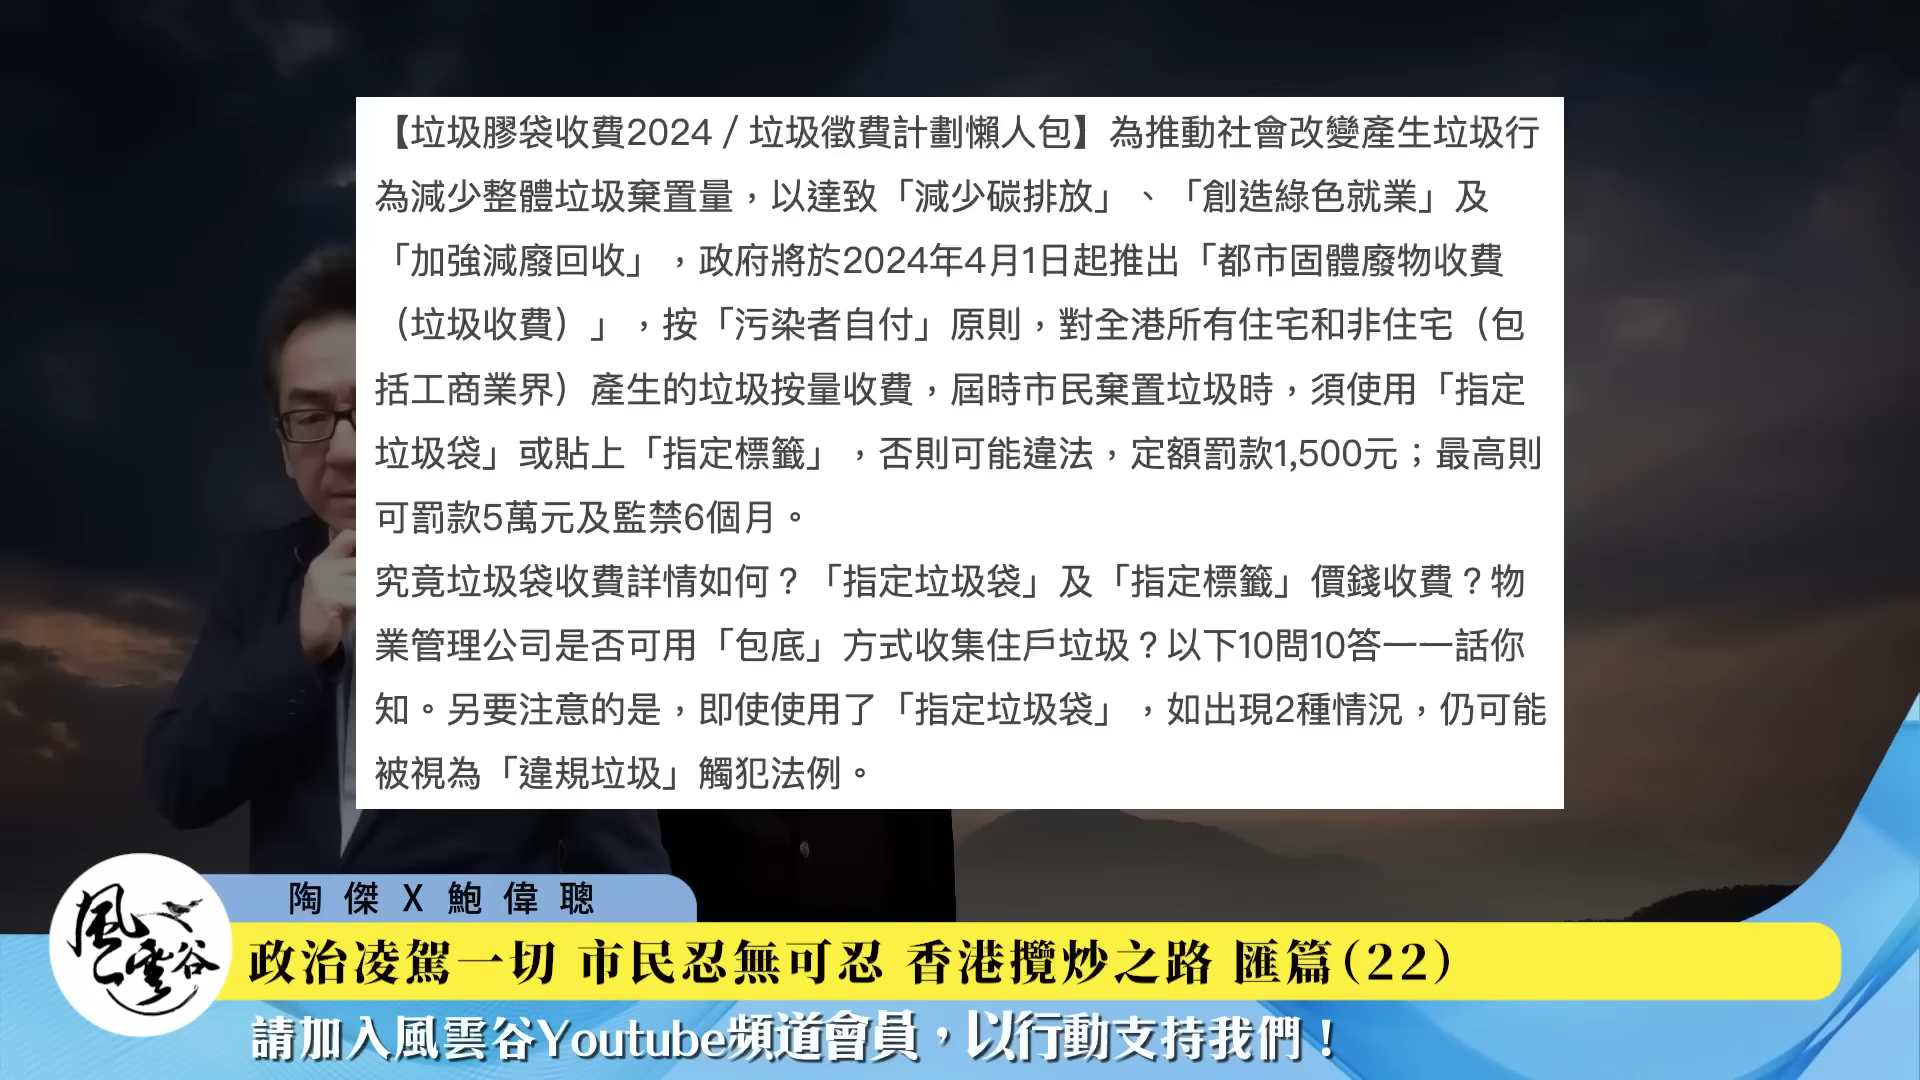 【垃圾膠袋收費2024／垃圾徵費計劃懶人包】為推動社會改變產生垃圾行
為減少整體垃圾棄置量，以達致「減少碳排放」、「創造綠色就業」及
「加強減廢回收」，政府將於2024年4月1日起推出「都市固體廢物收費
（垃圾收費）」，按「污染者自付」原則，對全港所有住宅和非住宅（包
括工商業界）產生的垃圾按量收費，屆時市民棄置垃圾時，須使用「指定
垃圾袋」或貼上「指定標籤」，否則可能違法，定額罰款1,500元；最高則
可罰款5萬元及監禁6個月。
究竟垃圾袋收費詳情如何？「指定垃圾袋」及「指定標籤」價錢收費？物
業管理公司是否可用「包底」方式收集住戶垃圾？以下10問10答一一話你
知。另要注意的是，即使使用了「指定垃圾袋」，如出現2種情況，仍可能
被視為「違規垃圾」觸犯法例。
陶傑X鮑偉聰
風雲谷
政治凌駕一切 市民忍無可忍 香港攬炒之路 匯篇(22)
請加入風雲谷Youtube頻道會員，以行動支持我們！